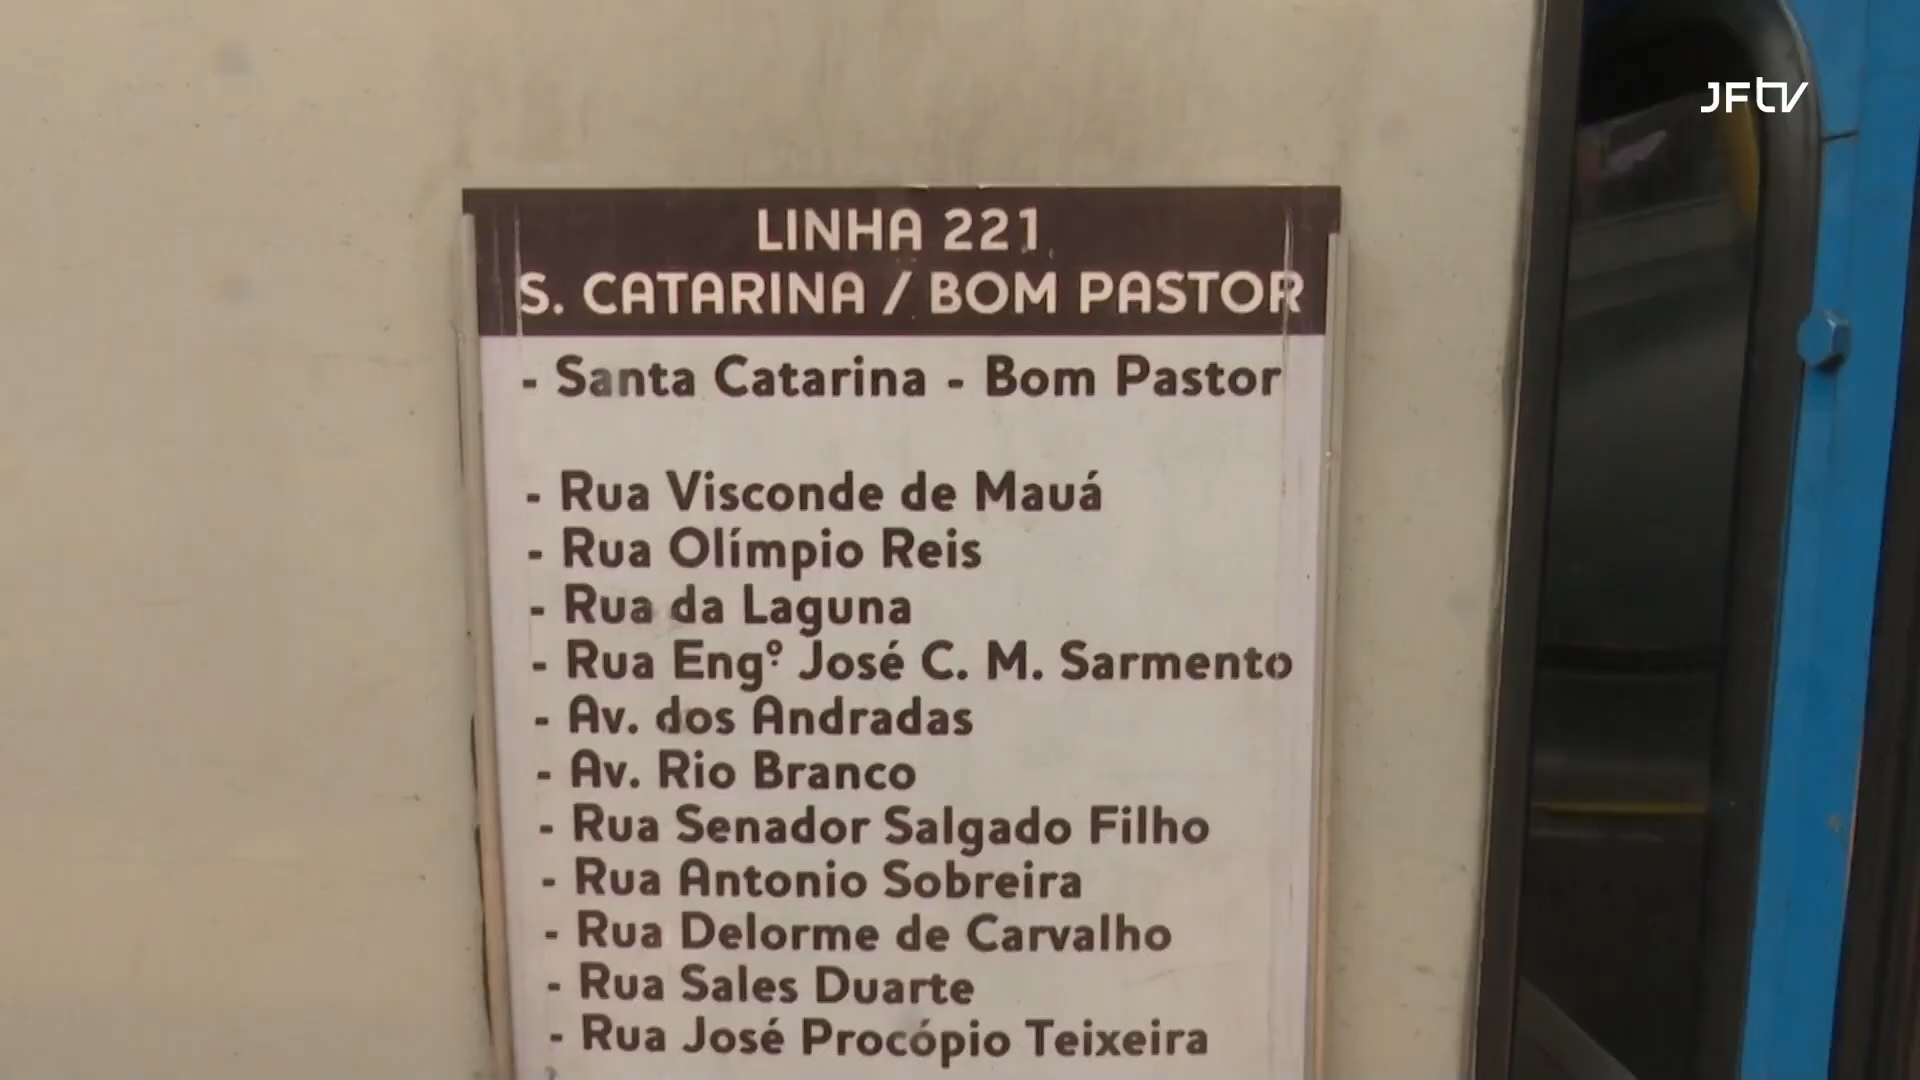 JFtv
LINHA 221
S. CATARINA / BOM PASTOR
- Santa Catarina - Bom Pastor
- Rua Visconde de Mauá
- Rua Olímpio Reis
- Rua da Laguna
- Rua Engº José C. M. Sarmento
- Av. dos Andradas
- Av. Rio Branco
- Rua Senador Salgado Filho
- Rua Antonio Sobreira
- Rua Delorme de Carvalho
- Rua Sales Duarte
- Rua José Procópio Teixeira